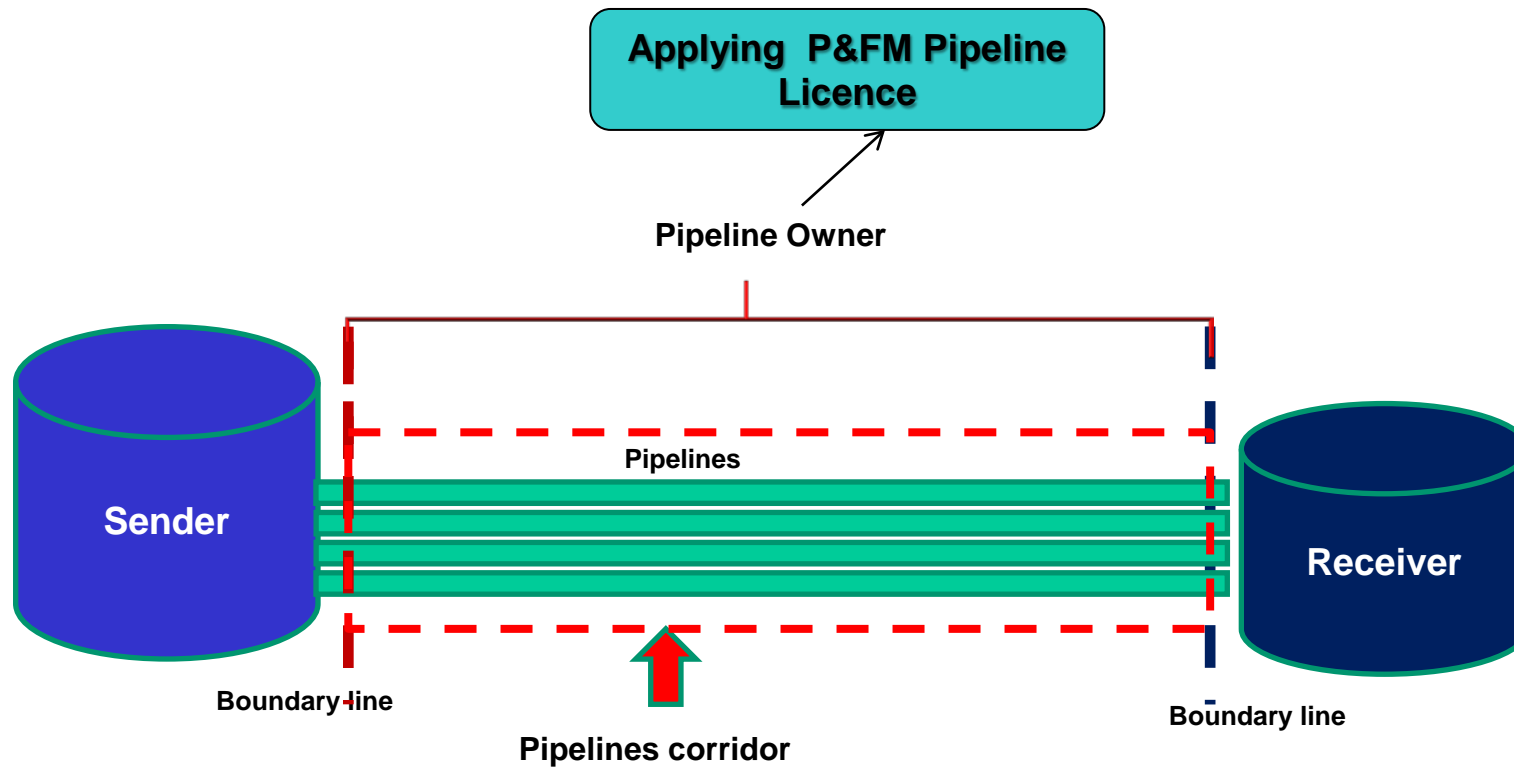 Applying P&FM Pipeline
Licence
Pipeline Owner
Pipelines
Sender
Receiver
Boundary line
Boundary line
Pipelines corridor